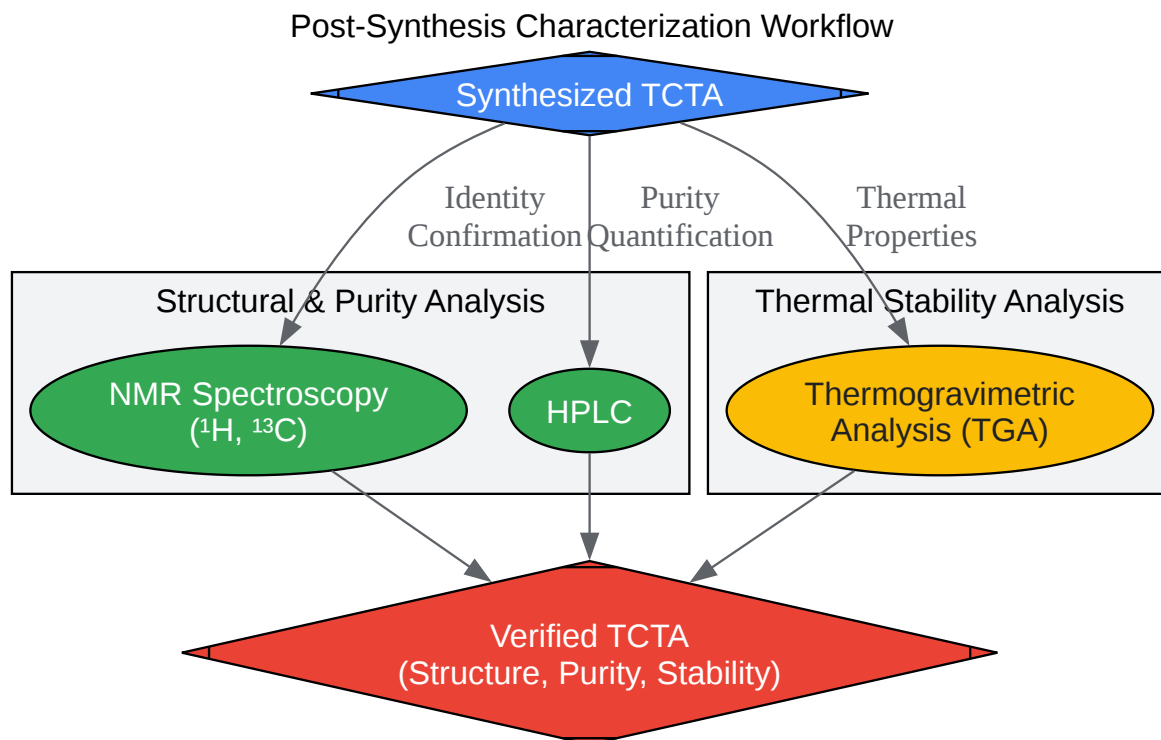 Post-Synthesis Characterization Workflow
Synthesized TCTA
Identity
Confirmation
Purity
Quantification
Thermal
Properties
Structural & Purity Analysis
Thermal Stability Analysis
NMR Spectroscopy
(¹H, ¹³C)
HPLC
Thermogravimetric
Analysis (TGA)
Verified TCTA
(Structure, Purity, Stability)